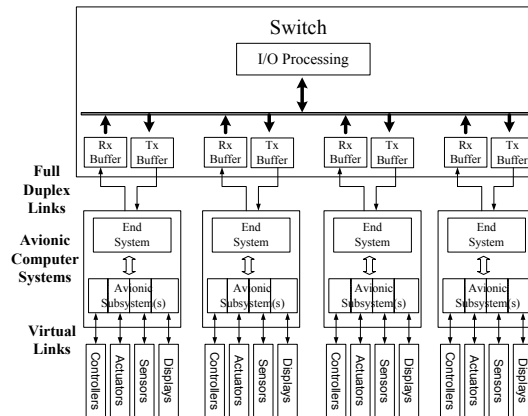 Switch
I/O Processing
Rx
Buffer
Tx
Buffer
Rx
Buffer
Tx
Buffer
Rx
Buffer
Tx
Buffer
Rx
Buffer
Tx
Buffer
Full
Duplex
Links
Avionic
Computer
Systems
Virtual
Links
End
System
Avionic
Subsystem(s)
End
System
Avionic
Subsystem(s)
End
System
Avionic
Subsystem(s)
End
System
Avionic
Subsystem(s)
Controllers
Actuators
Sensors
Displays
Controllers
Actuators
Sensors
Displays
Controllers
Actuators
Sensors
Displays
Controllers
Actuators
Sensors
Displays